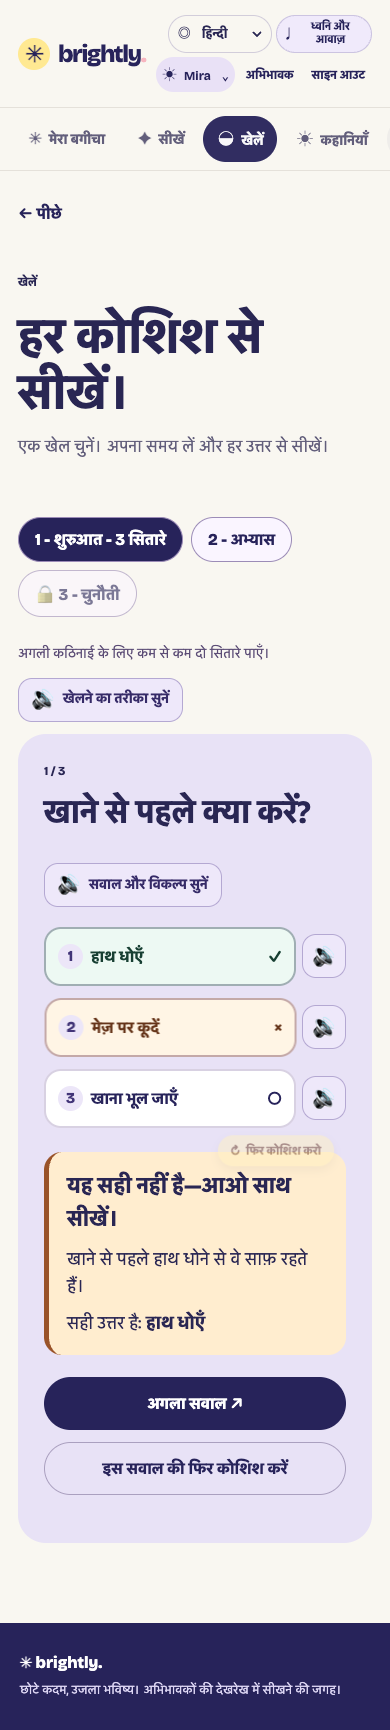 brightly.
हिन्दी
ध्वनि और
आवाज़
Mira
अभिभावक
साइन आउट
मेरा बगीचा
सीखें
खेलें
कहानियाँ
← पीछे
खेलें
हर कोशिश से
सीखें।
एक खेल चुनें। अपना समय लें और हर उत्तर से सीखें।
1 - शुरुआत - 3 सितारे
2 - अभ्यास
3 - चुनौती
अगली कठिनाई के लिए कम से कम दो सितारे पाएँ।
खेलने का तरीका सुनें
1 / 3
खाने से पहले क्या करें?
सवाल और विकल्प सुनें
1 हाथ धोएँ ✓
2 मेज़ पर कूदें ×
3 खाना भूल जाएँ
↻ फिर कोशिश करो
यह सही नहीं है—आओ साथ
सीखें।
खाने से पहले हाथ धोने से वे साफ़ रहते
हैं।
सही उत्तर है: हाथ धोएँ
अगला सवाल ↗
इस सवाल की फिर कोशिश करें
brightly.
छोटे कदम, उजला भविष्य। अभिभावकों की देखरेख में सीखने की जगह।